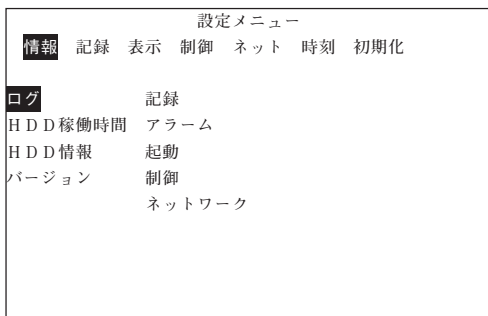 設定メニュー
情報 記録 表示 制御 ネット 時刻 初期化
ログ 記録
HDD稼働時間 アラーム
HDD情報 起動
バージョン 制御
ネットワーク